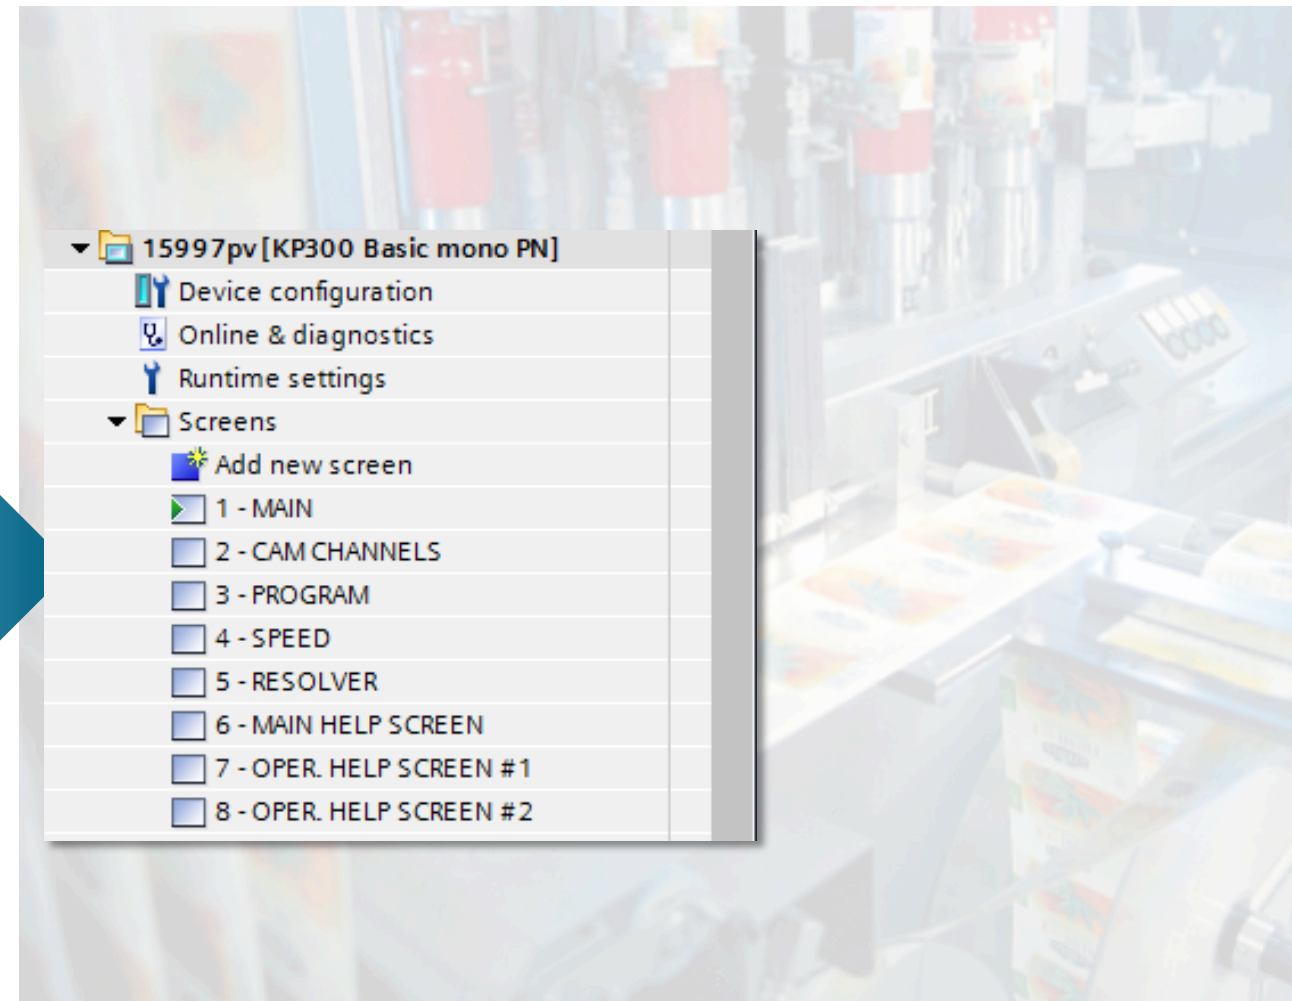 15997pv [KP300 Basic mono PN]
Device configuration
Online & diagnostics
Runtime settings
Screens
Add new screen
1 - MAIN
2 - CAM CHANNELS
3 - PROGRAM
4 - SPEED
5 - RESOLVER
6 - MAIN HELP SCREEN
7 - OPER. HELP SCREEN #1
8 - OPER. HELP SCREEN #2